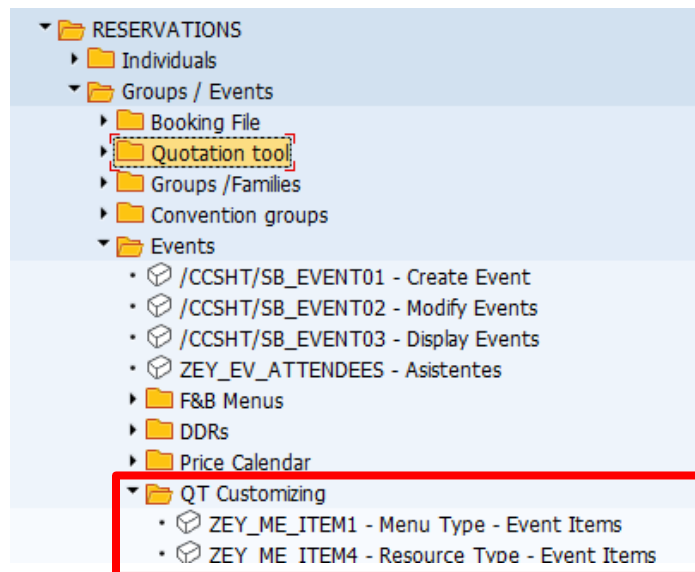 RESERVATIONS
Individuals
Groups / Events
Booking File
Quotation tool
Groups /Families
Convention groups
Events
/CCSHT/SB_EVENT01 - Create Event
/CCSHT/SB_EVENT02 - Modify Events
/CCSHT/SB_EVENT03 - Display Events
ZEY_EV_ATTENDEES - Asistentes
F&B Menus
DDRs
Price Calendar
QT Customizing
ZEY_ME_ITEM1 - Menu Type - Event Items
ZEY_ME_ITEM4 - Resource Type - Event Items